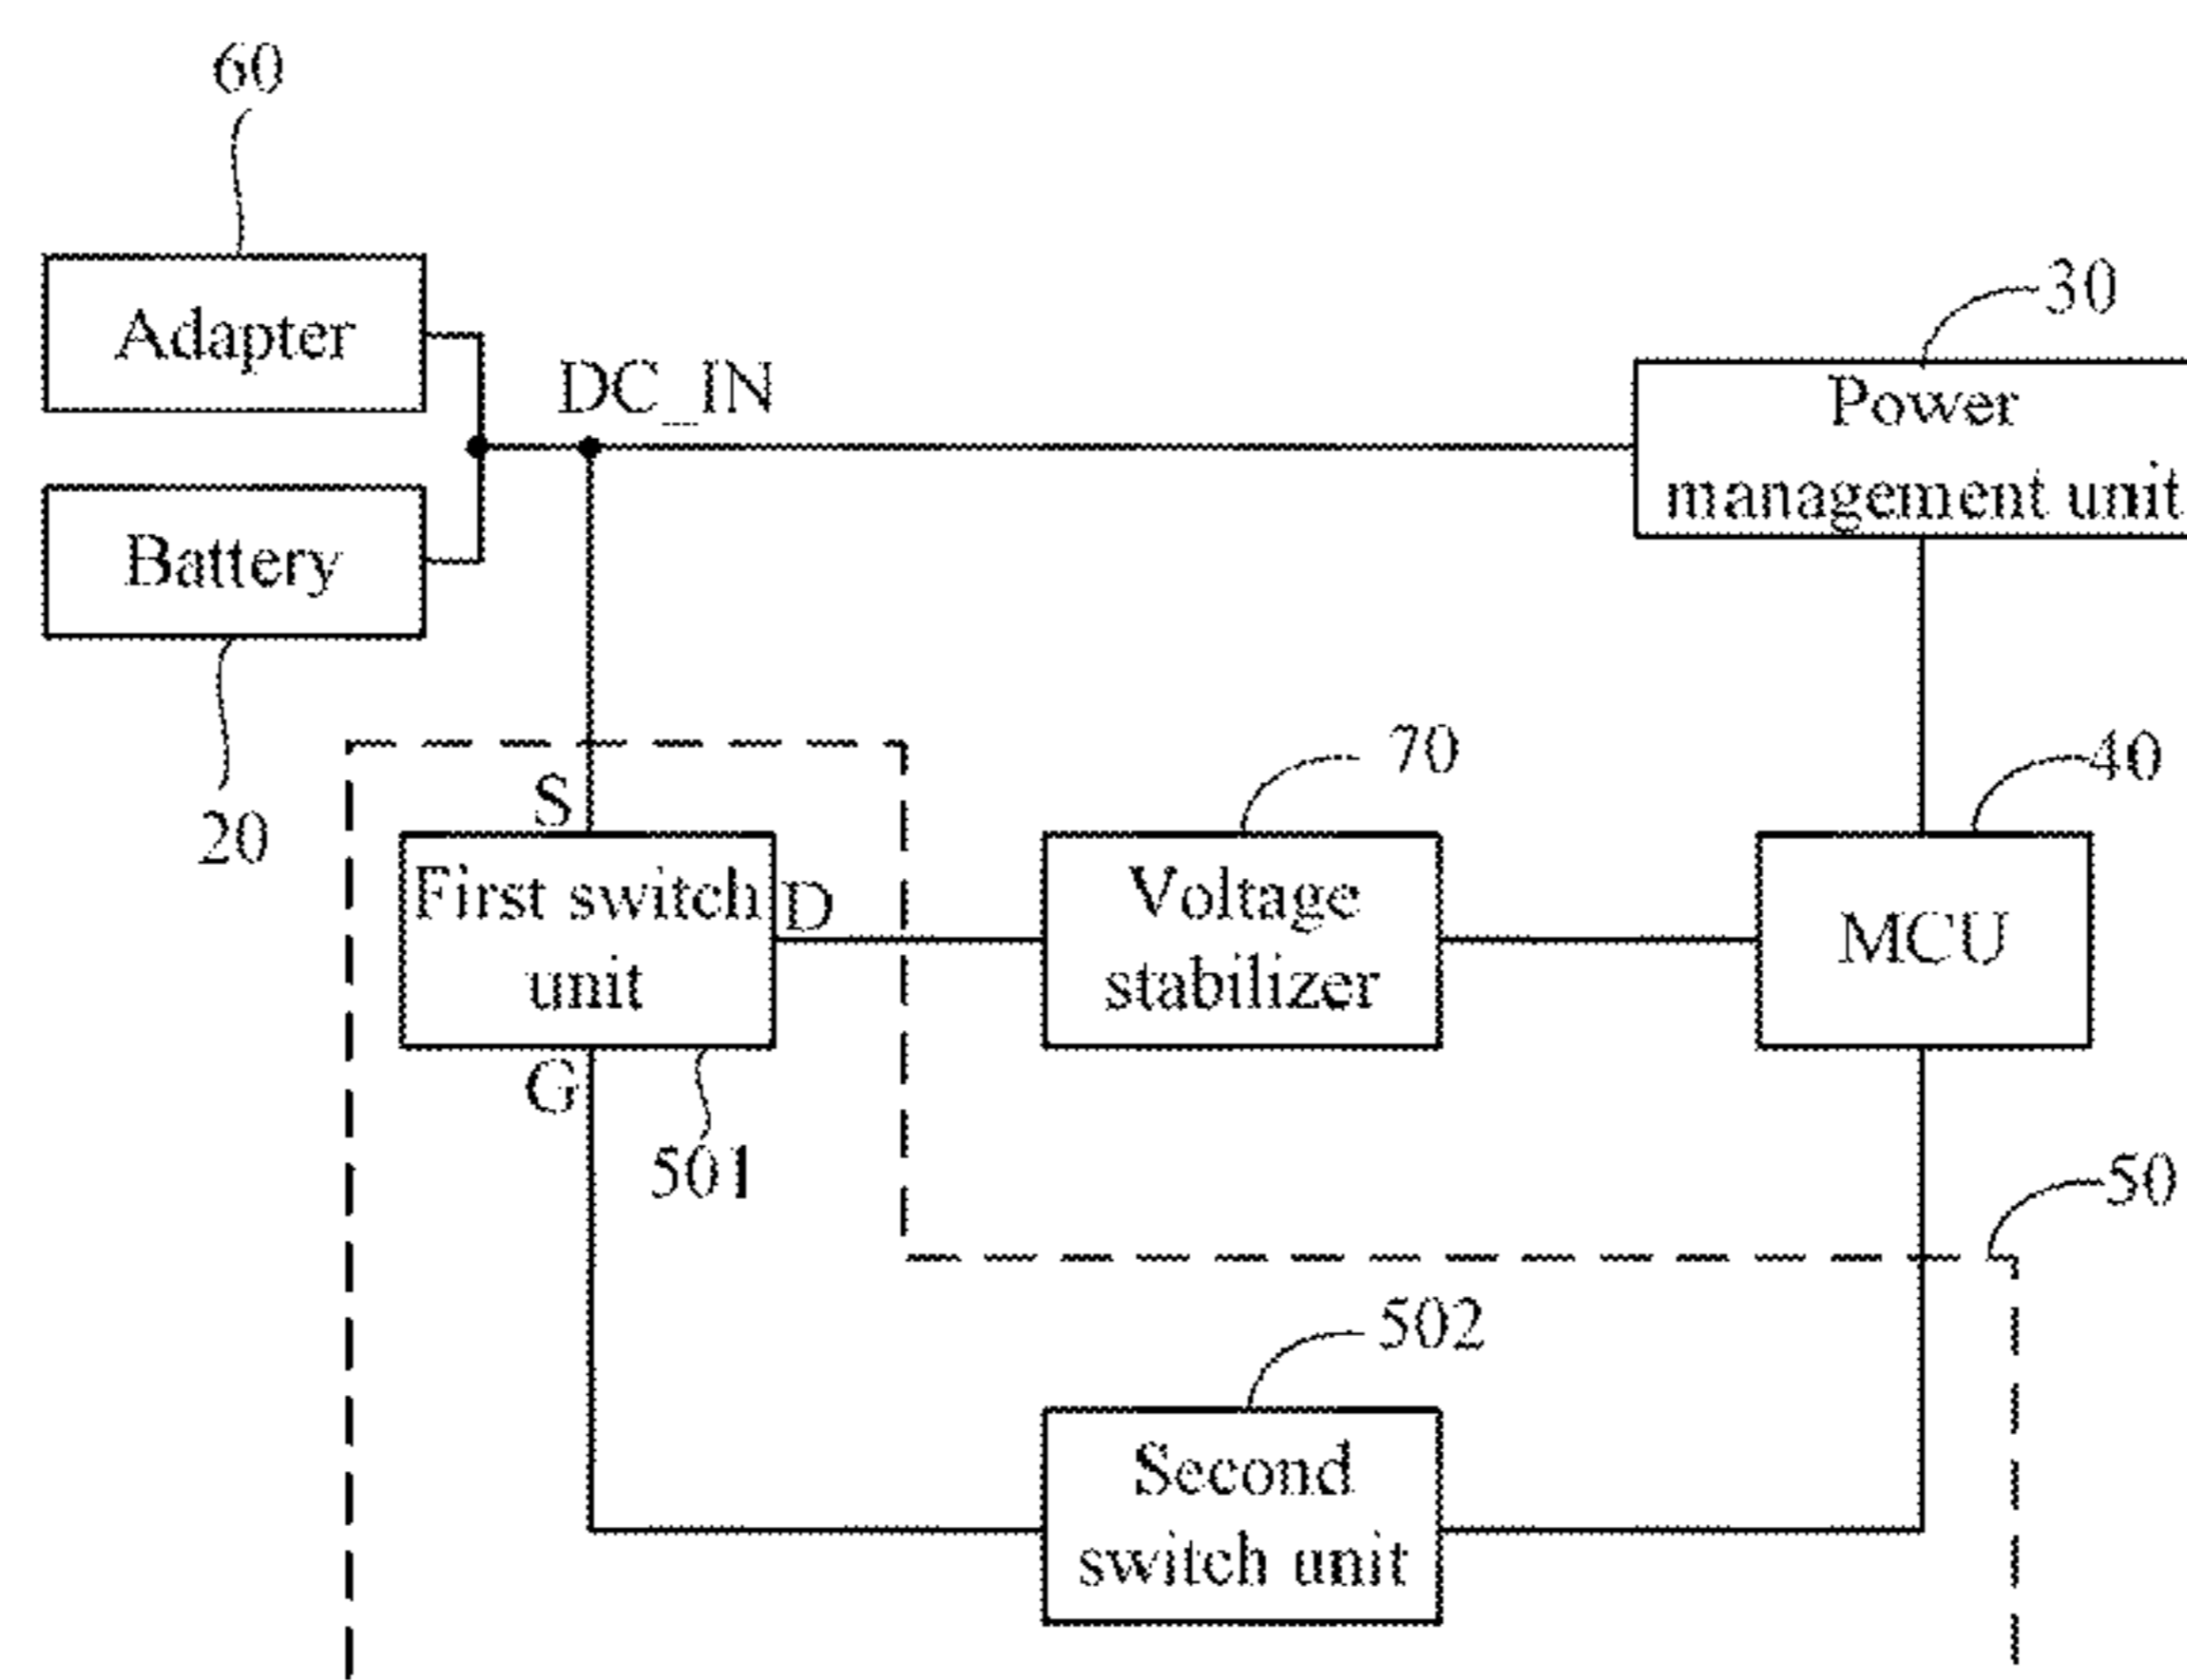 60
Adapter
30
DC_IN
Power
management unit
Battery
20
S
70
40
First switch
unit
D
Voltage
stabilizer
MCU
G
501
50
502
Second
switch unit